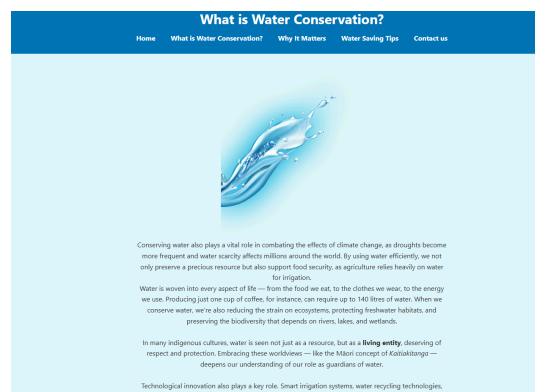 What is Water Conservation?
Home What is Water Conservation? Why It Matters Water Saving Tips Contact us
Conserving water also plays a vital role in combating the effects of climate change, as droughts become
more frequent and water scarcity affects millions around the world. By using water efficiently, we not
only preserve a precious resource but also support food security, as agriculture relies heavily on water
for irrigation.
Water is woven into every aspect of life — from the food we eat, to the clothes we wear, to the energy
we use. Producing just one cup of coffee, for instance, can require up to 140 litres of water. When we
conserve water, we're also reducing the strain on ecosystems, protecting freshwater habitats, and
preserving the biodiversity that depends on rivers, lakes, and wetlands.
In many indigenous cultures, water is seen not just as a resource, but as a living entity, deserving of
respect and protection. Embracing these worldviews — like the Māori concept of Kaitiakitanga —
deepens our understanding of our role as guardians of water.
Technological innovation also plays a key role. Smart irrigation systems, water recycling technologies,